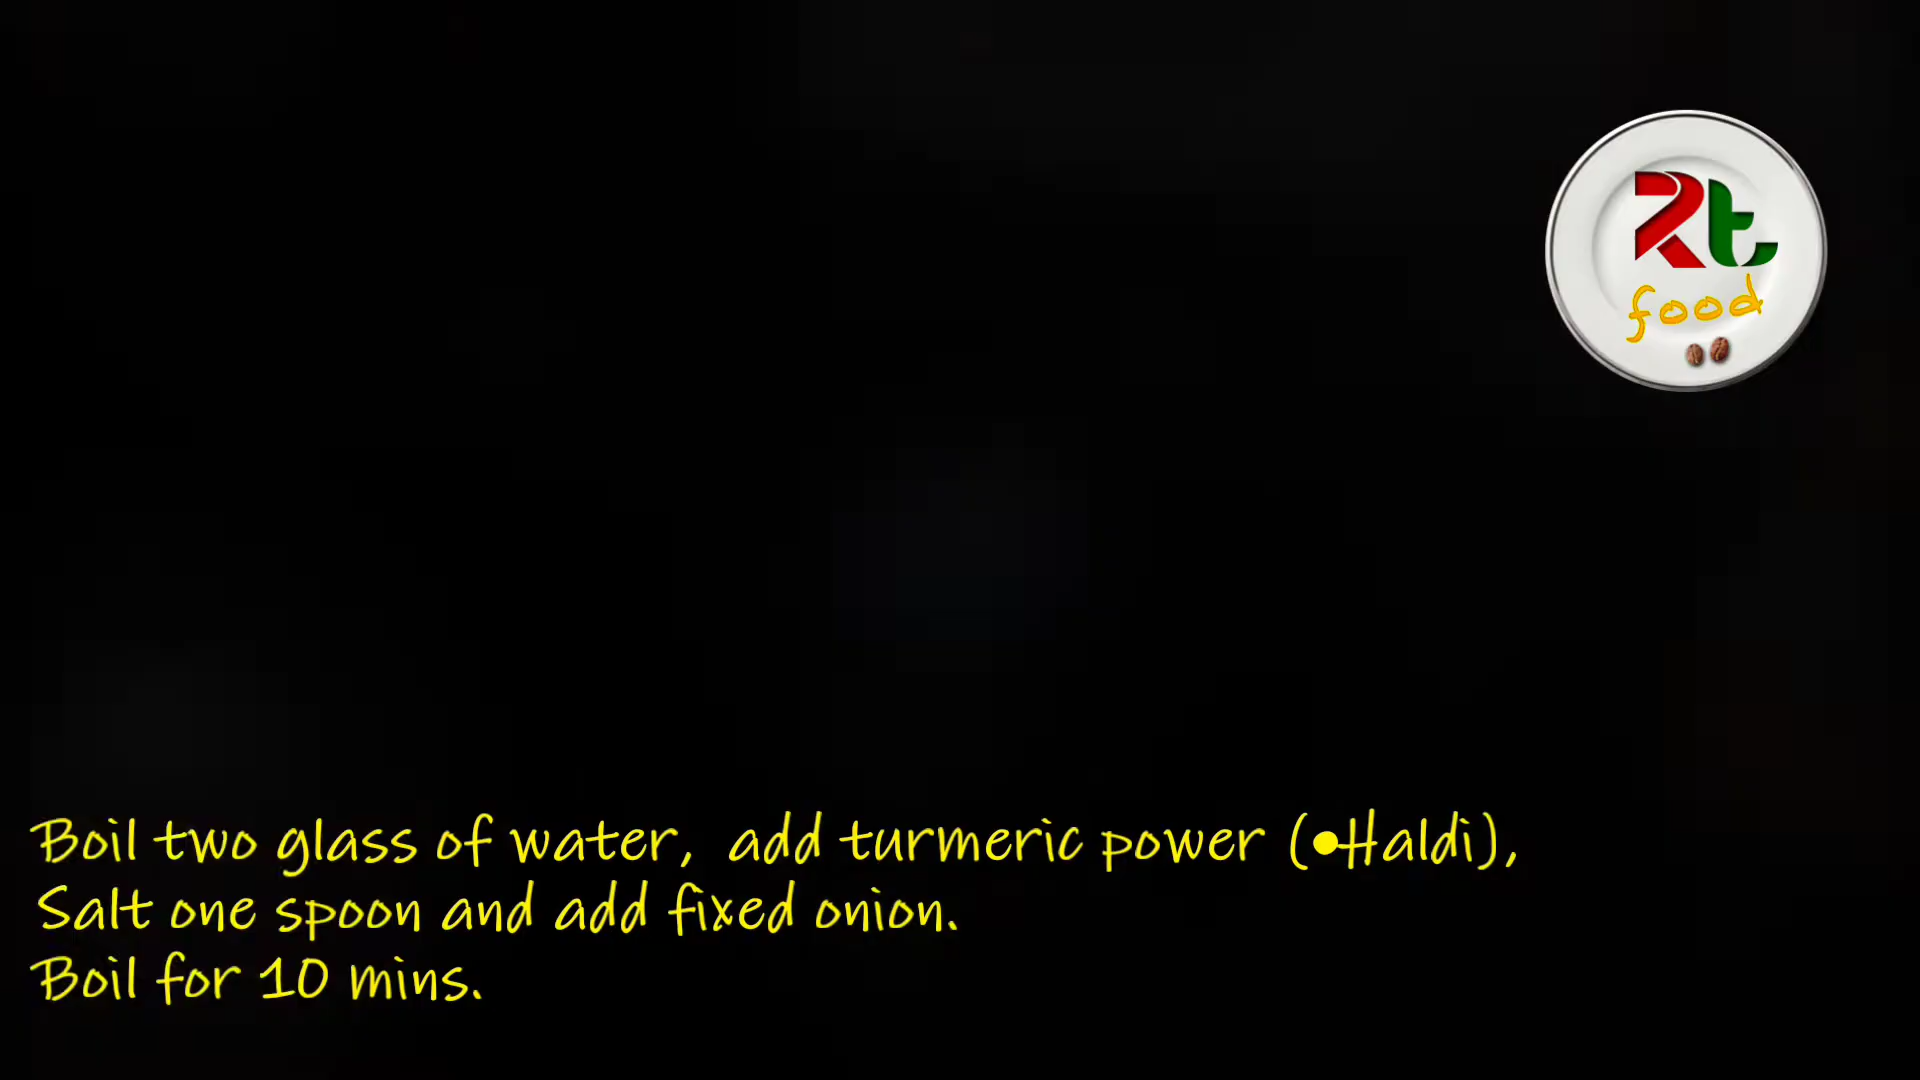 Rt
food
Boil two glass of water, add turmeric power (•Haldi),
Salt one spoon and add fixed onion.
Boil for 10 mins.